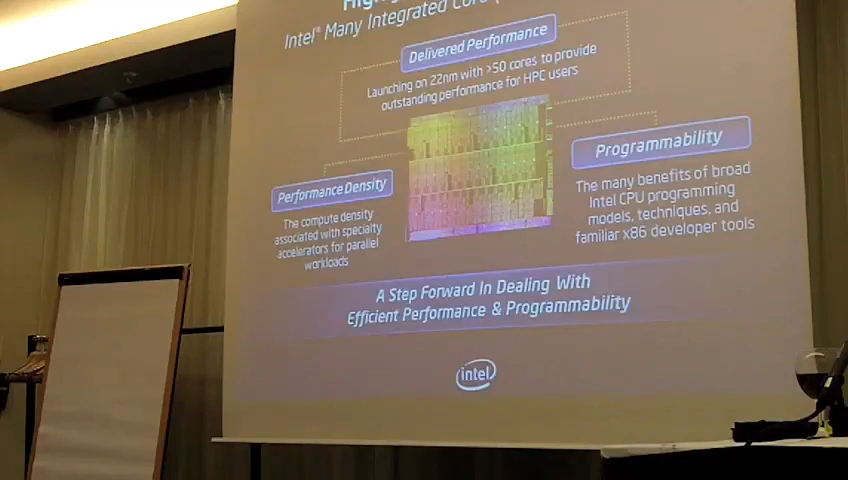 Intel® Many Integrated Core
Delivered Performance
Launching on 22nm with >50 cores to provide
outstanding performance for HPC users
Programmability
The many benefits of broad
Intel CPU programming
models, techniques, and
familiar x86 developer tools
Performance Density
The compute density
associated with specialty
accelerators for parallel
workloads
A Step Forward In Dealing With
Efficient Performance & Programmability
intel